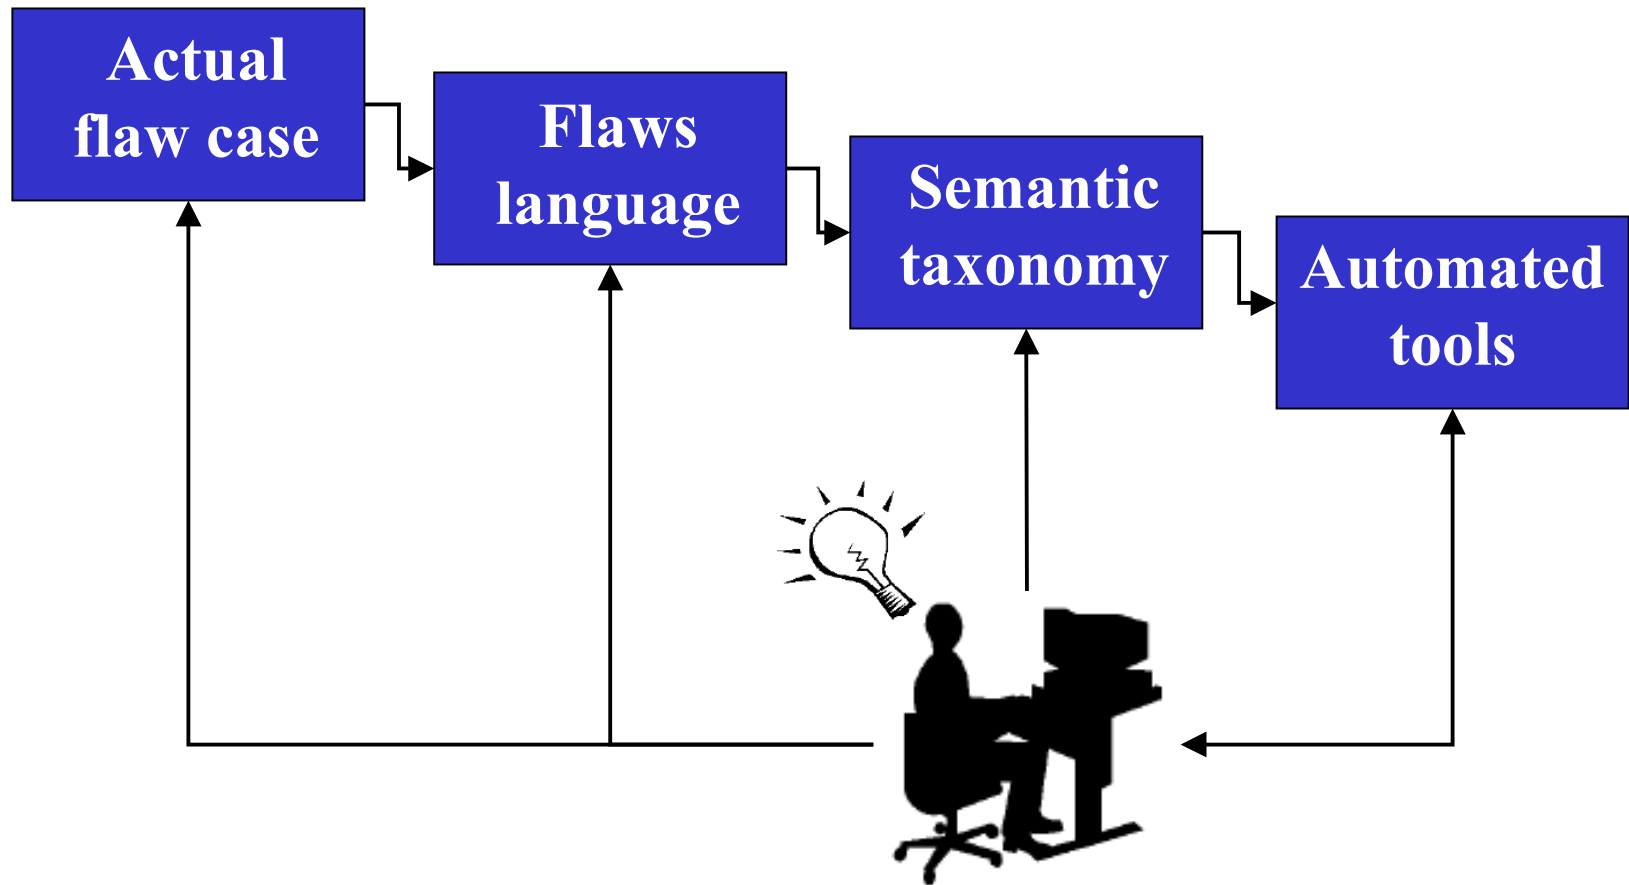 Actual
flaw case
Flaws
language
Semantic
taxonomy
Automated
tools